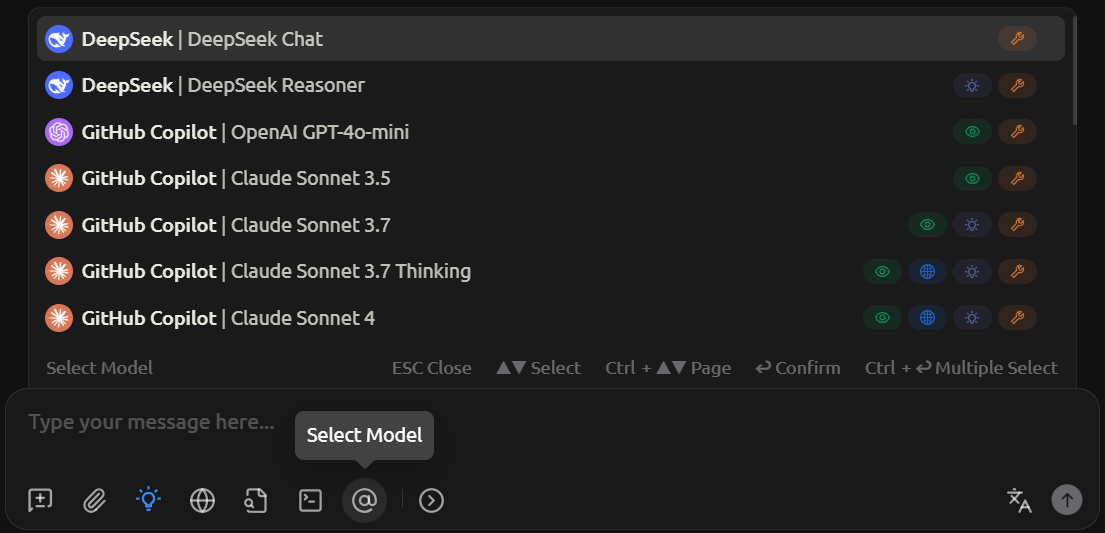 DeepSeek | DeepSeek Chat
DeepSeek | DeepSeek Reasoner
GitHub Copilot | OpenAI GPT-4o-mini
GitHub Copilot | Claude Sonnet 3.5
GitHub Copilot | Claude Sonnet 3.7
GitHub Copilot | Claude Sonnet 3.7 Thinking
GitHub Copilot | Claude Sonnet 4
Select Model ESC Close ▲▼ Select Ctrl + ▲▼ Page ↩ Confirm Ctrl + ↩ Multiple Select
Type your message here...
Select Model